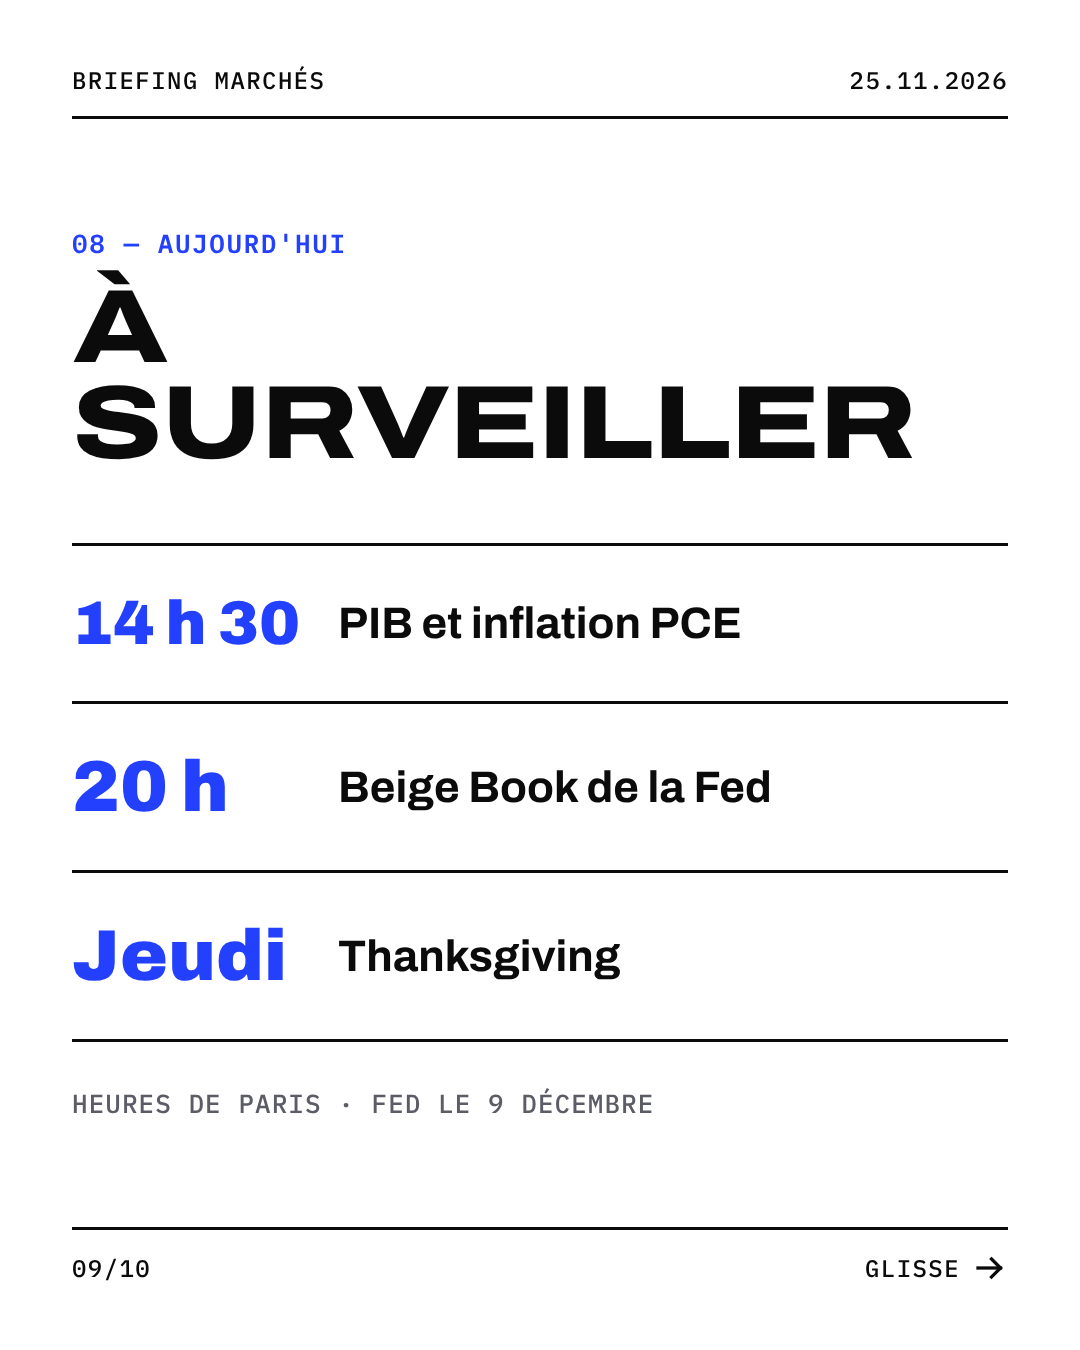 BRIEFING MARCHÉS 25.11.2026
08 — AUJOURD'HUI
À
SURVEILLER
14 h 30 PIB et inflation PCE
20 h Beige Book de la Fed
Jeudi Thanksgiving
HEURES DE PARIS · FED LE 9 DÉCEMBRE
09/10 GLISSE →